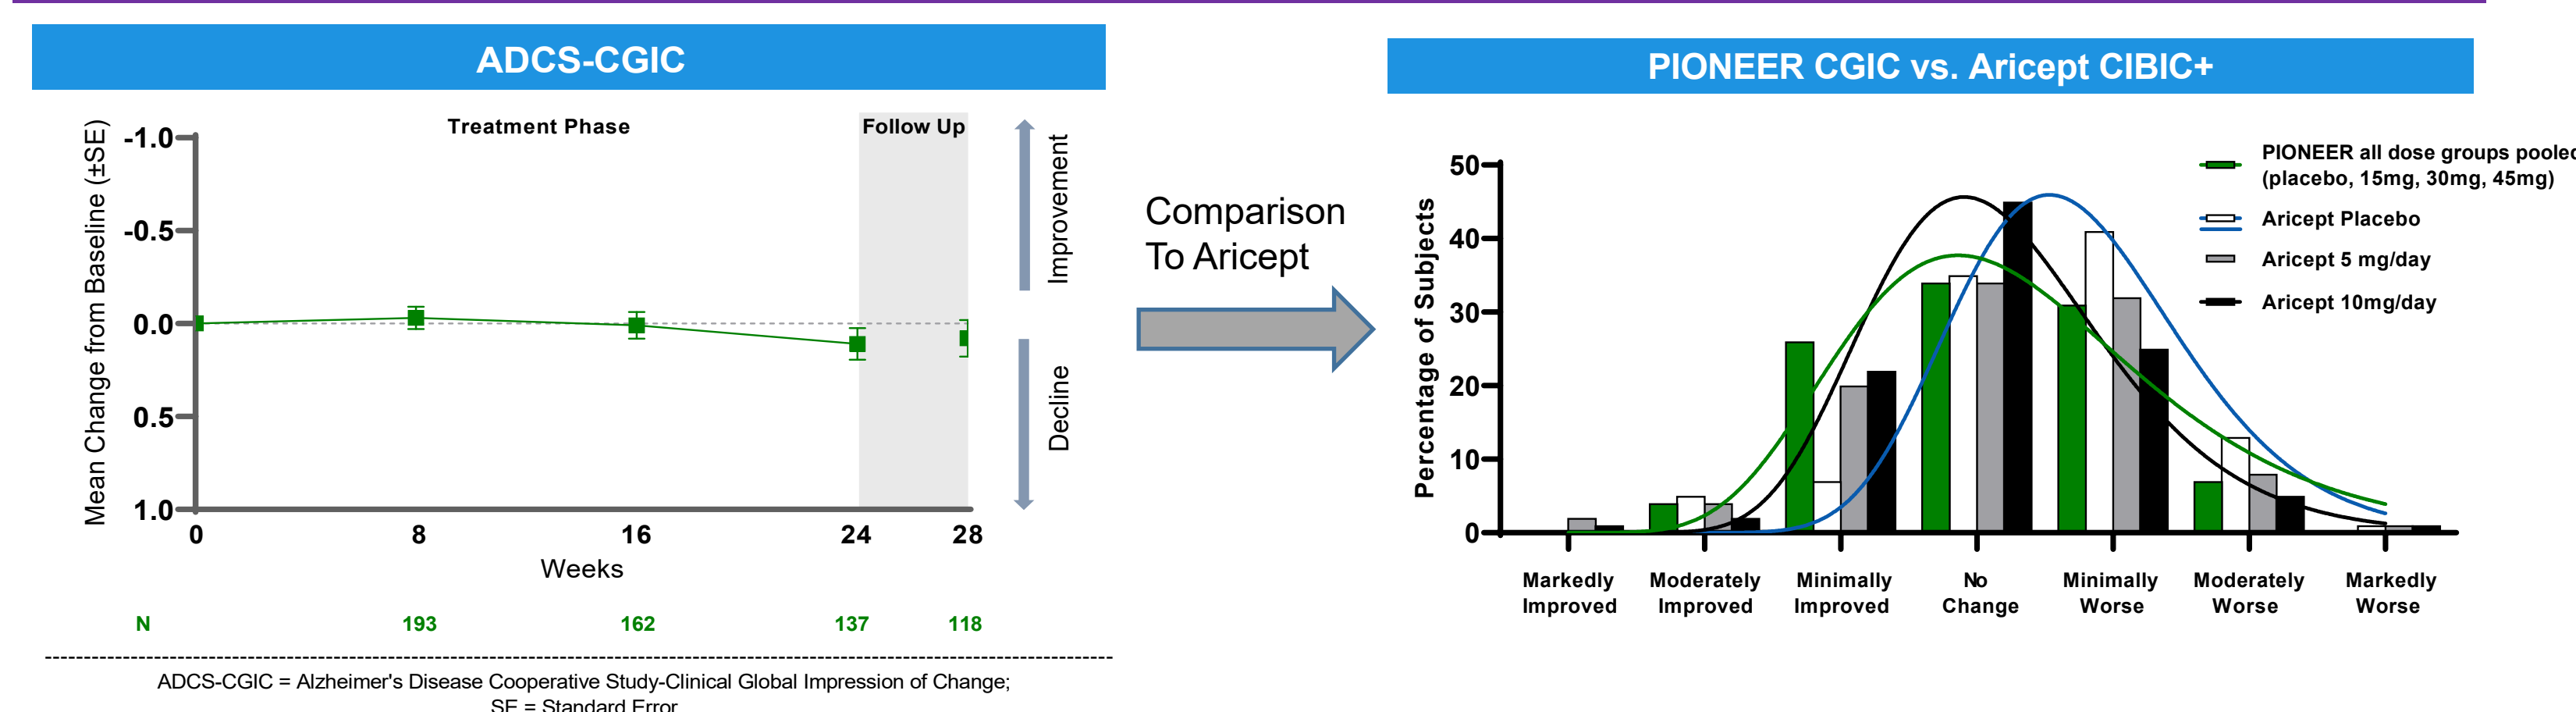 ADCS-CGIC
Mean Change from Baseline (±SE)
-1.0
-0.5
0.0
0.5
1.0
Treatment Phase
Follow Up
Improvement
Decline
0 8 16 24 28
Weeks
N 193 162 137 118
ADCS-CGIC = Alzheimer's Disease Cooperative Study-Clinical Global Impression of Change;
SE = Standard Error
Comparison
To Aricept
PIONEER CGIC vs. Aricept CIBIC+
Percentage of Subjects
50
40
30
20
10
0
PIONEER all dose groups pooled
(placebo, 15mg, 30mg, 45mg)
Aricept Placebo
Aricept 5 mg/day
Aricept 10mg/day
Markedly
Improved
Moderately
Improved
Minimally
Improved
No
Change
Minimally
Worse
Moderately
Worse
Markedly
Worse